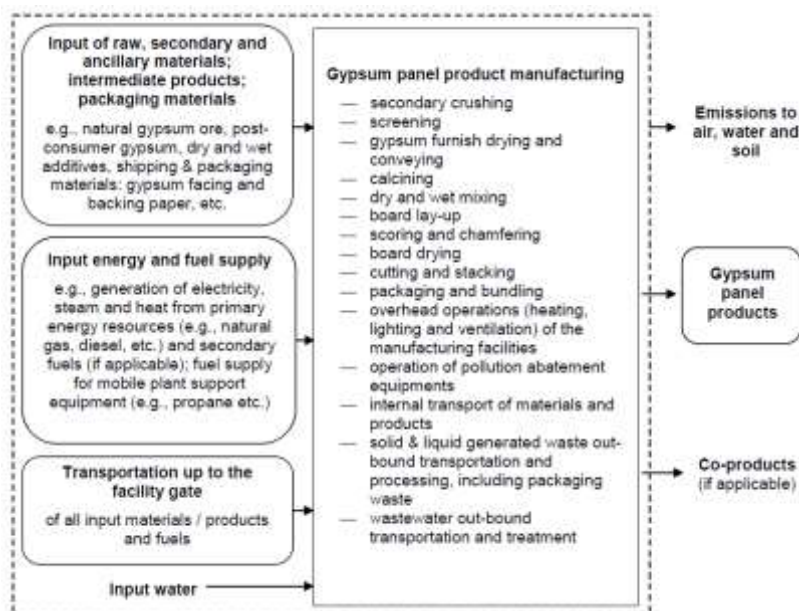 Input of raw, secondary and
ancillary materials;
intermediate products;
packaging materials
e.g., natural gypsum ore, post-
consumer gypsum, dry and wet
additives, shipping & packaging
materials: gypsum facing and
backing paper, etc.
Input energy and fuel supply
e.g., generation of electricity,
steam and heat from primary
energy resources (e.g., natural
gas, diesel, etc.) and secondary
fuels (if applicable); fuel supply
for mobile plant support
equipment (e.g., propane etc.)
Transportation up to the
facility gate
of all input materials / products
and fuels
Input water
Gypsum panel product manufacturing
— secondary crushing
— screening
— gypsum furnish drying and
conveying
— calcining
— dry and wet mixing
— board lay-up
— scoring and chamfering
— board drying
— cutting and stacking
— packaging and bundling
— overhead operations (heating,
lighting and ventilation) of the
manufacturing facilities
— operation of pollution abatement
equipments
— internal transport of materials and
products
— solid & liquid generated waste out-
bound transportation and
processing, including packaging
waste
— wastewater out-bound
transportation and treatment
Emissions to
air, water and
soil
Gypsum
panel
products
Co-products
(if applicable)